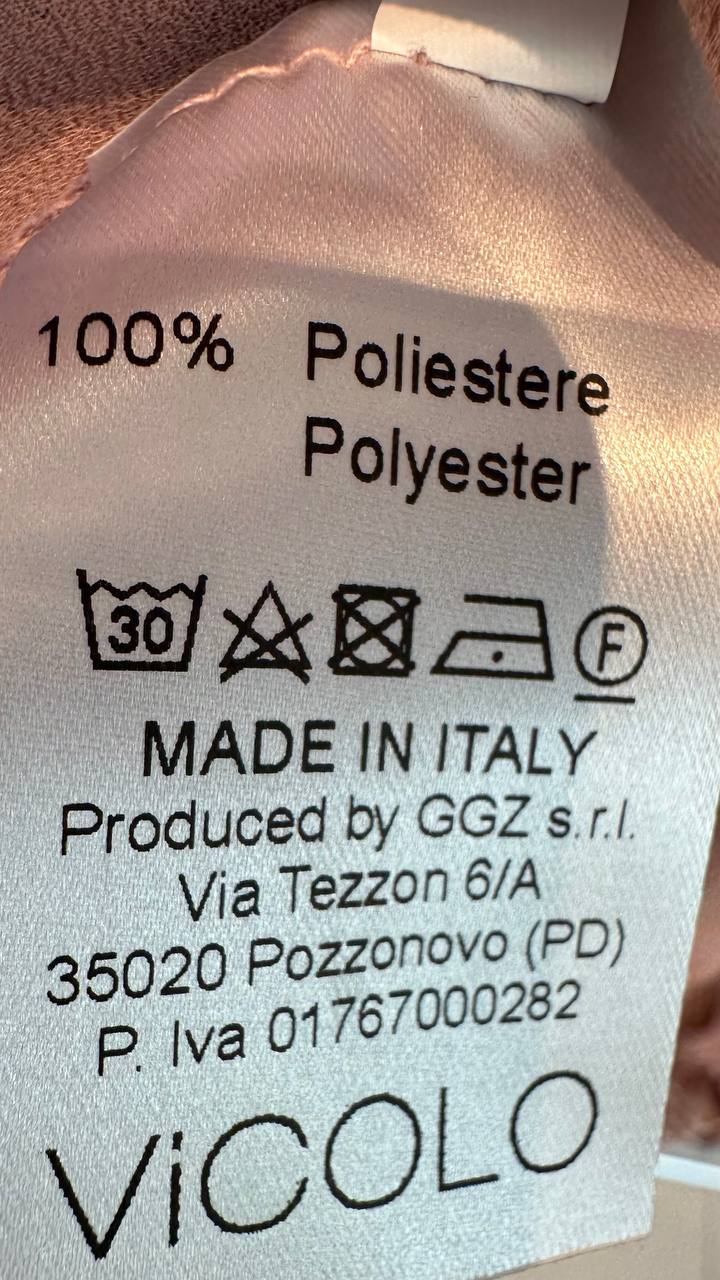 100% Poliestere
Polyester
30 F
MADE IN ITALY
Produced by GGZ s.r.l.
Via Tezzon 6/A
35020 Pozzonovo (PD)
P. Iva 01767000282
ViCOLO